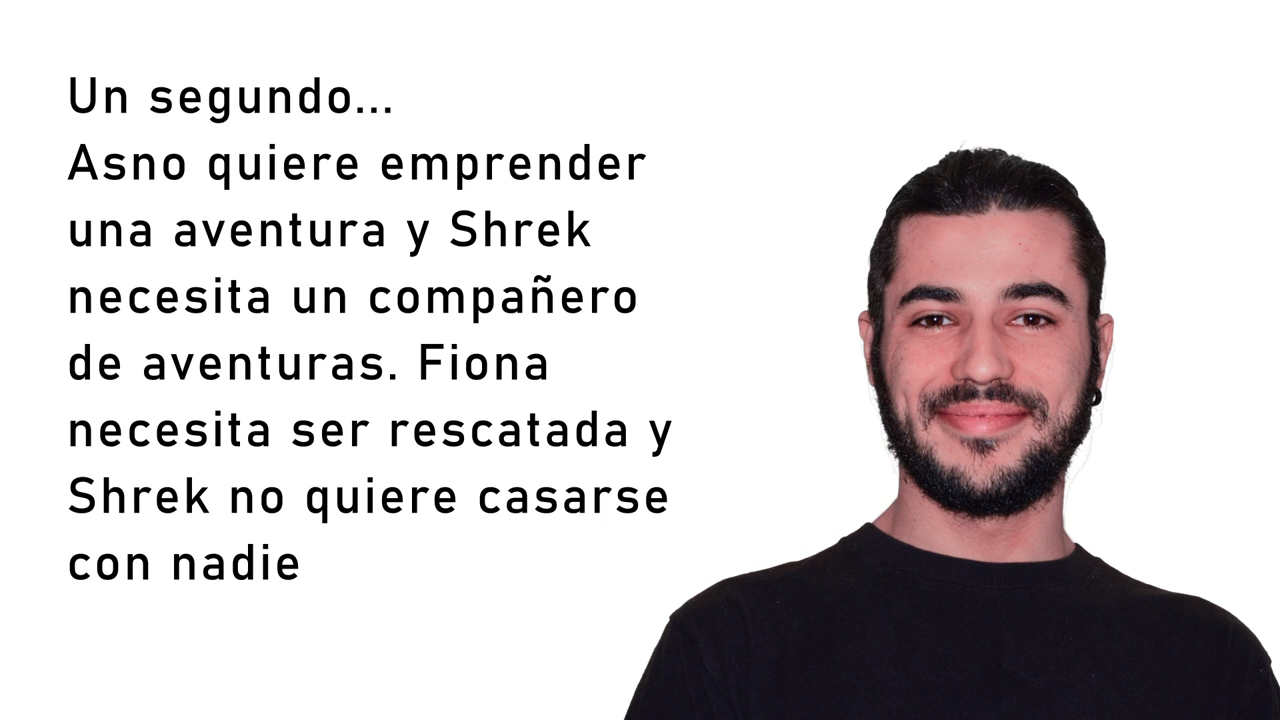 Un segundo...
Asno quiere emprender
una aventura y Shrek
necesita un compañero
de aventuras. Fiona
necesita ser rescatada y
Shrek no quiere casarse
con nadie